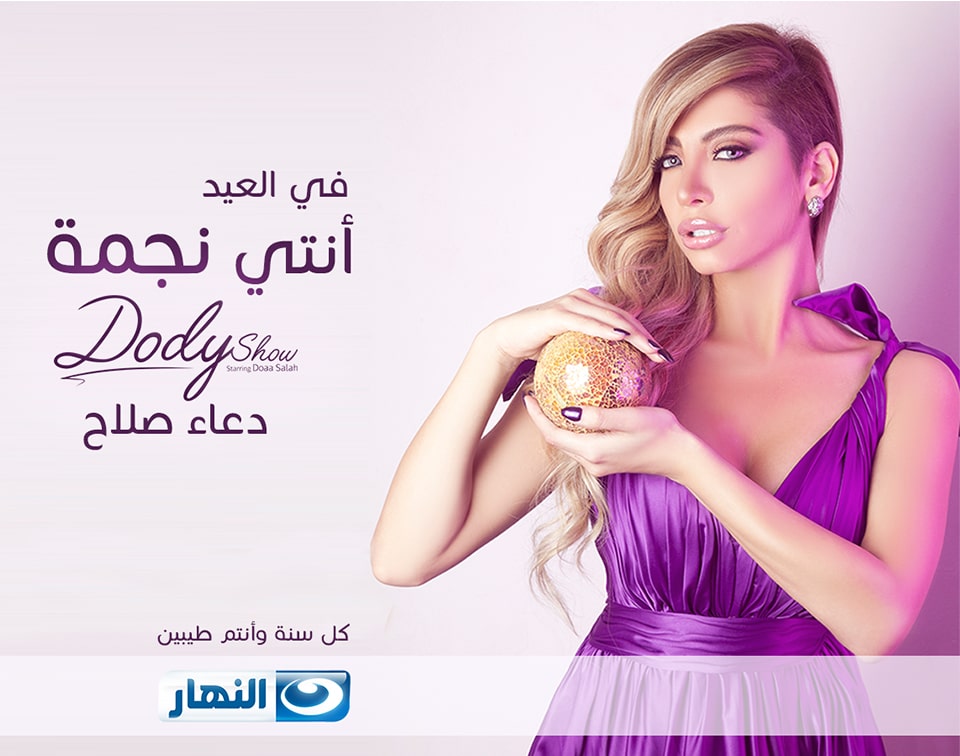 في العيد
أنتي نجمة
Dody Show
Starring Doaa Salah
دعاء صلاح
كل سنة وأنتم طيبين
النهار